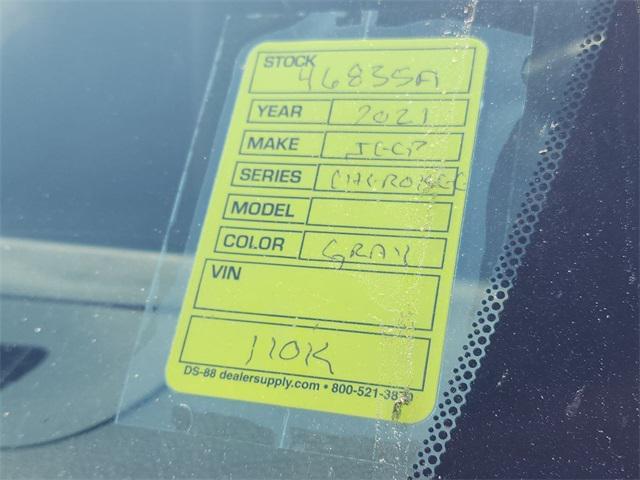 STOCK 46835A
YEAR 2021
MAKE JEEP
SERIES CHEROKEE
MODEL
COLOR GRAY
VIN
110K
DS-88 dealersupply.com • 800-521-